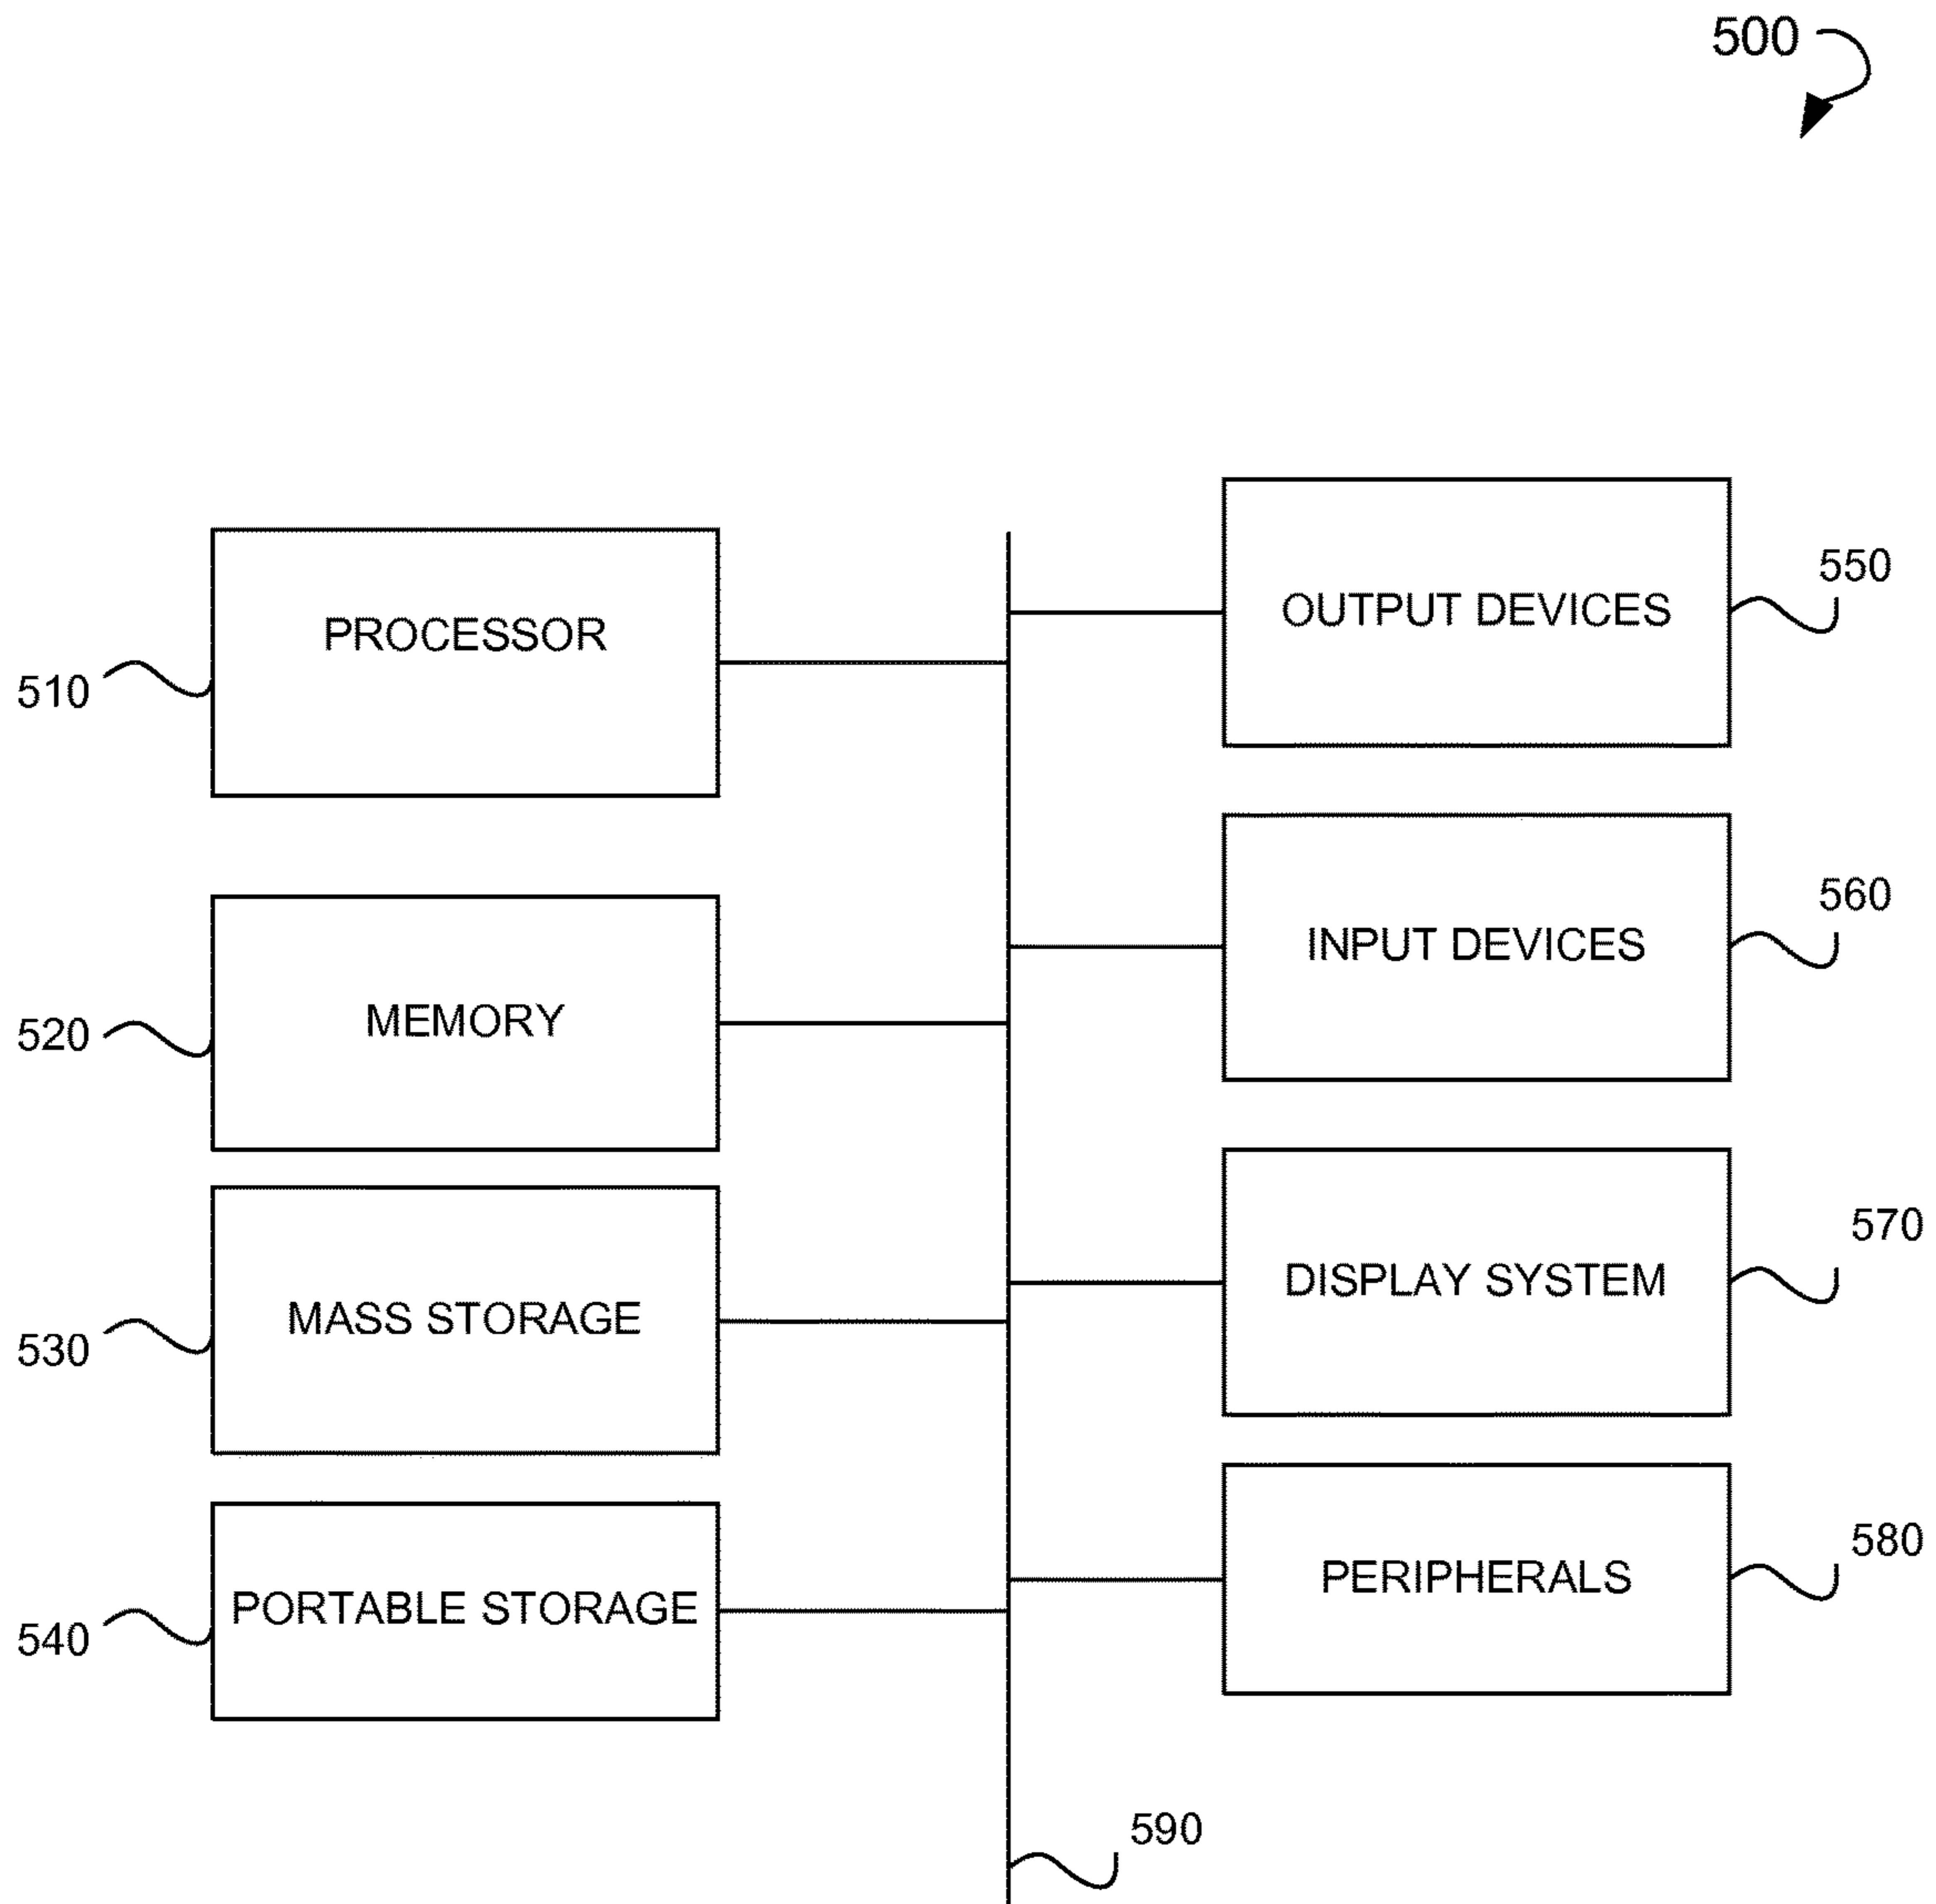 500
PROCESSOR
510
MEMORY
520
MASS STORAGE
530
PORTABLE STORAGE
540
OUTPUT DEVICES
550
INPUT DEVICES
560
DISPLAY SYSTEM
570
PERIPHERALS
580
590